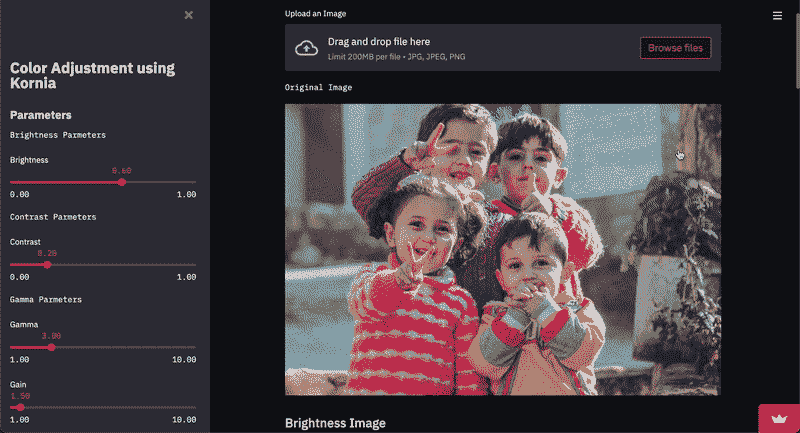 Color Adjustment using
Kornia
Parameters
Brightness Parmeters
Brightness
0.60
0.00 1.00
Contrast Parmeters
Contrast
0.20
0.00 1.00
Gamma Parmeters
Gamma
3.00
1.00 10.00
Gain
1.50
1.00 10.00
Upload an Image
Drag and drop file here
Limit 200MB per file • JPG, JPEG, PNG
Browse files
Original Image
Brightness Image